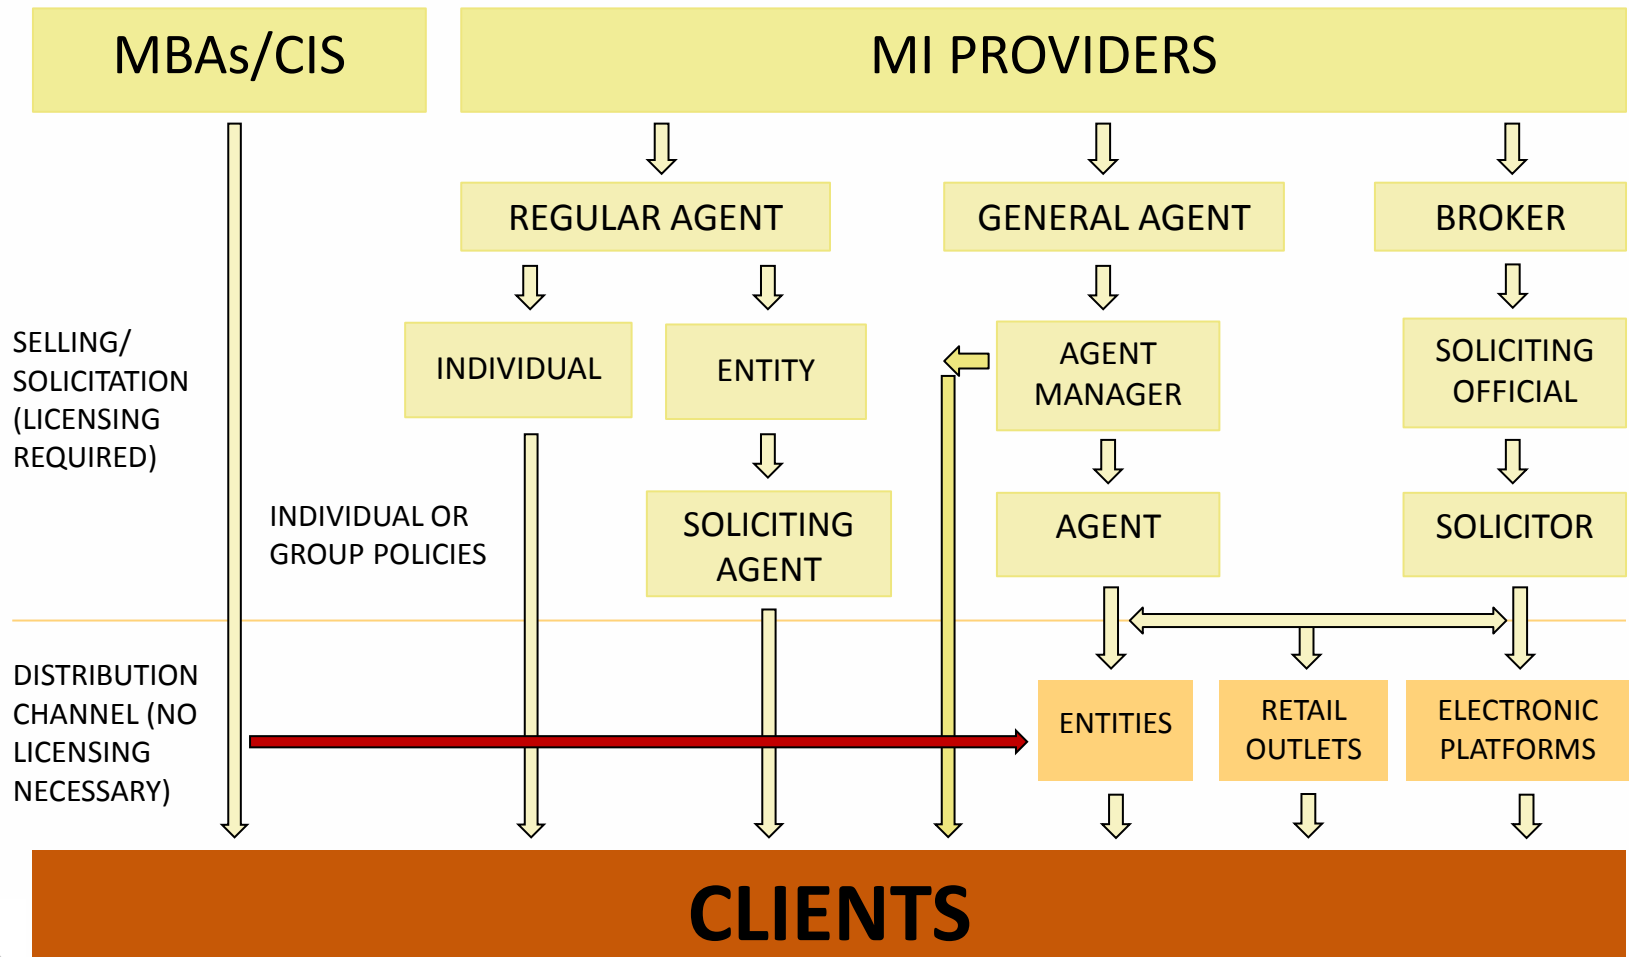 MBAs/CIS
MI PROVIDERS
REGULAR AGENT
GENERAL AGENT
BROKER
SELLING/
SOLICITATION
(LICENSING
REQUIRED)
INDIVIDUAL
ENTITY
AGENT
MANAGER
SOLICITING
OFFICIAL
INDIVIDUAL OR
GROUP POLICIES
SOLICITING
AGENT
AGENT
SOLICITOR
DISTRIBUTION
CHANNEL (NO
LICENSING
NECESSARY)
ENTITIES
RETAIL
OUTLETS
ELECTRONIC
PLATFORMS
CLIENTS